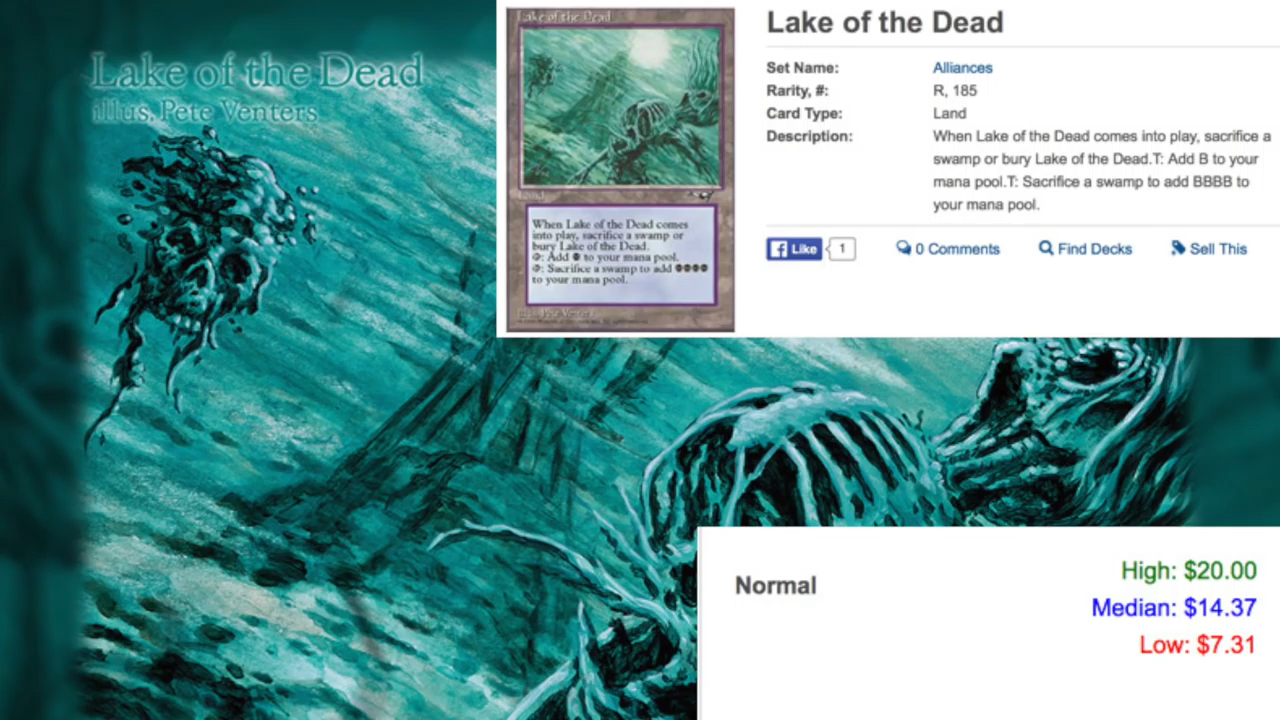 Lake of the Dead
illus. Pete Venters
Lake of the Dead
Land
When Lake of the Dead comes
into play, sacrifice a swamp or
bury Lake of the Dead.
: Add to your mana pool.
: Sacrifice a swamp to add
to your mana pool.
Illus. Pete Venters
Lake of the Dead
Set Name: Alliances
Rarity, #: R, 185
Card Type: Land
Description: When Lake of the Dead comes into play, sacrifice a
swamp or bury Lake of the Dead.T: Add B to your
mana pool.T: Sacrifice a swamp to add BBBB to
your mana pool.
Like 1 0 Comments Find Decks Sell This
Normal
High: $20.00
Median: $14.37
Low: $7.31